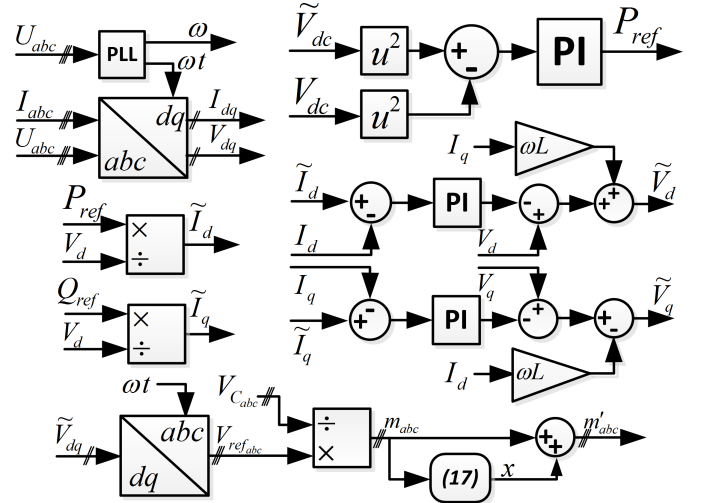 U_abc PLL ω
ωt
I_abc dq I_dq
U_abc abc V_dq
Ṽ_dc u² + - PI P_ref
V_dc u²
I_q ωL
Ĩ_d + - PI - + + + Ṽ_d
I_d V_d
P_ref × Ĩ_d
V_d ÷
Q_ref × Ĩ_q
V_d ÷
I_q V_q
Ĩ_q + - PI - + + - Ṽ_q
I_d ωL
ωt V_C_abc
Ṽ_dq abc dq V_ref_abc
÷ × m_abc + + m'_abc
(17) x